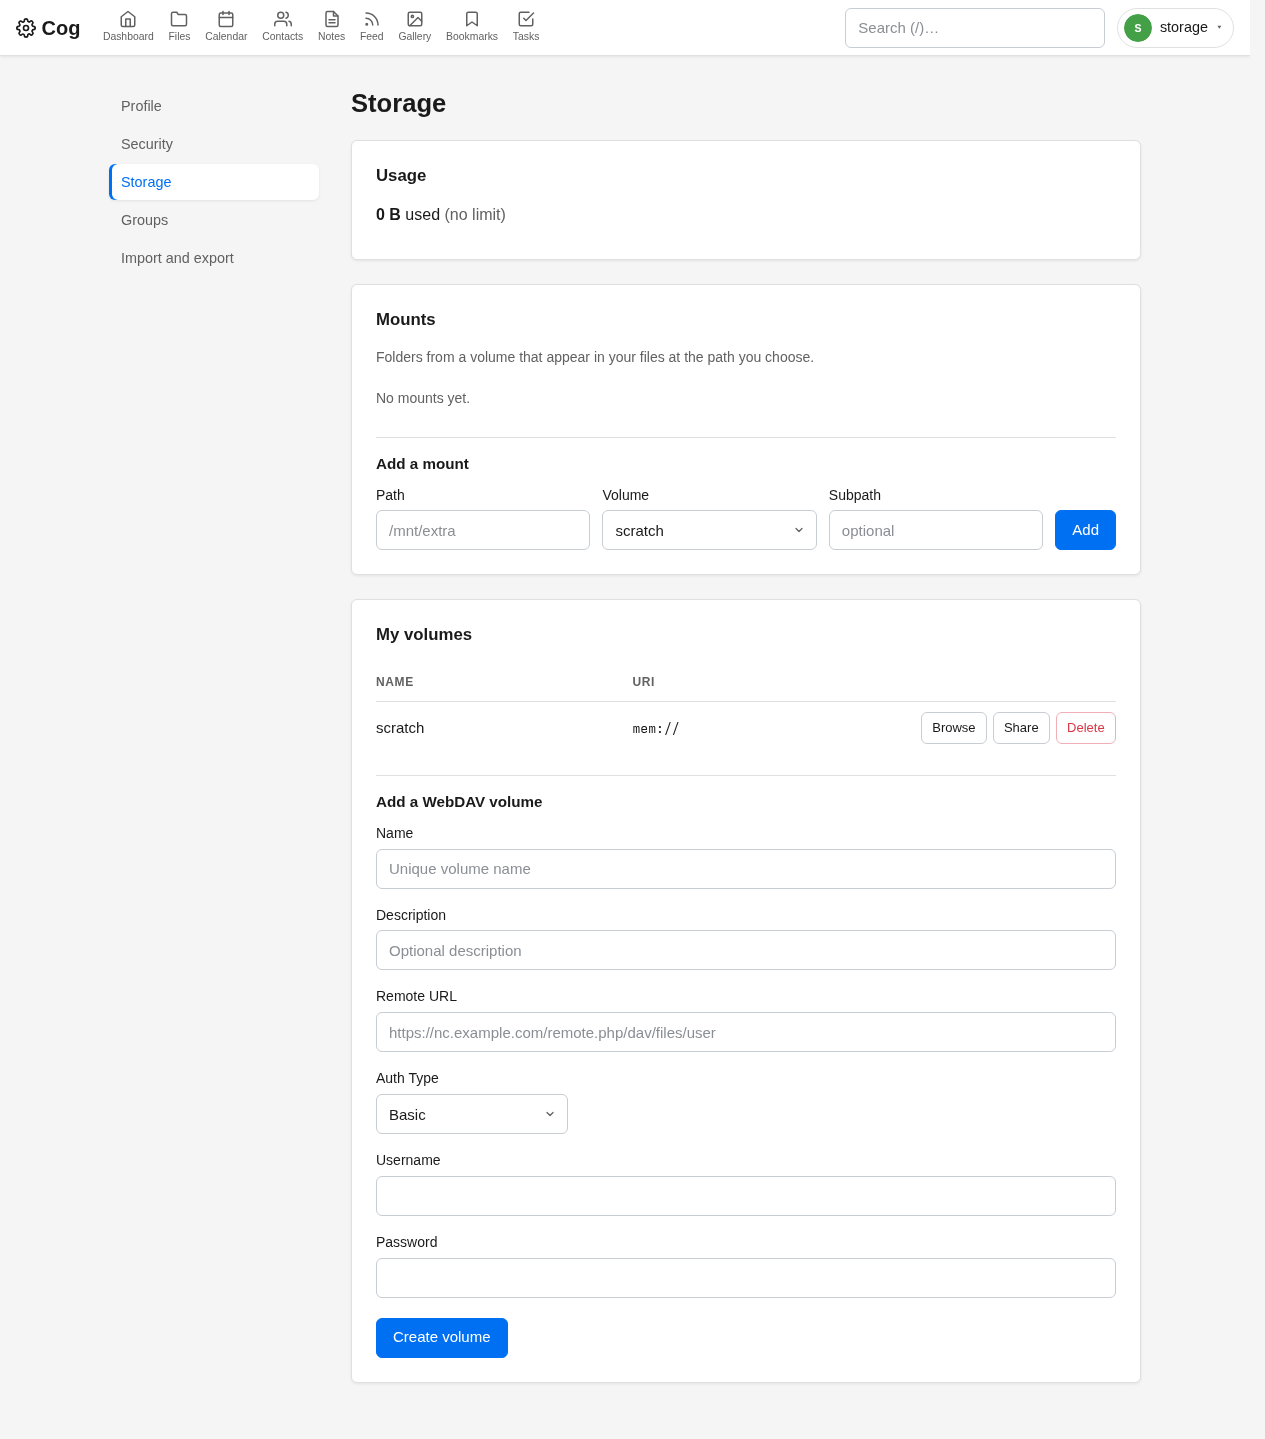 Cog
Dashboard Files Calendar Contacts Notes Feed Gallery Bookmarks Tasks
Search (/)…
S storage
Profile
Security
Storage
Groups
Import and export
Storage
Usage
0 B used (no limit)
Mounts
Folders from a volume that appear in your files at the path you choose.
No mounts yet.
Add a mount
Path Volume Subpath
/mnt/extra scratch optional Add
My volumes
NAME URI
scratch mem:// Browse Share Delete
Add a WebDAV volume
Name
Unique volume name
Description
Optional description
Remote URL
https://nc.example.com/remote.php/dav/files/user
Auth Type
Basic
Username
Password
Create volume